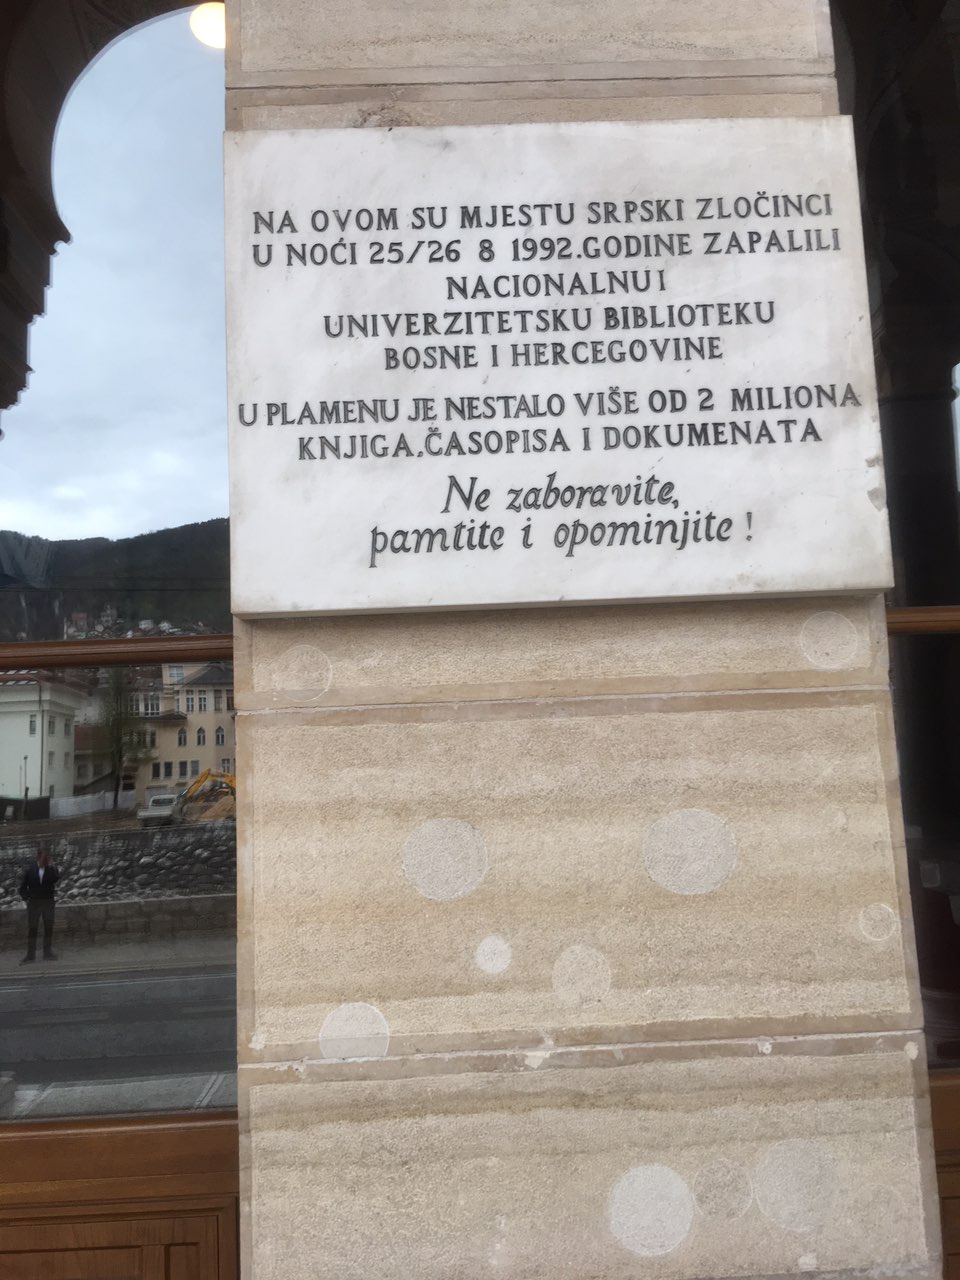 NA OVOM SU MJESTU SRPSKI ZLOČINCI
U NOĆI 25/26 8 1992.GODINE ZAPALILI
NACIONALNU I
UNIVERZITETSKU BIBLIOTEKU
BOSNE I HERCEGOVINE
U PLAMENU JE NESTALO VIŠE OD 2 MILIONA
KNJIGA.ČASOPISA I DOKUMENATA
Ne zaboravite,
pamtite i opominjite !